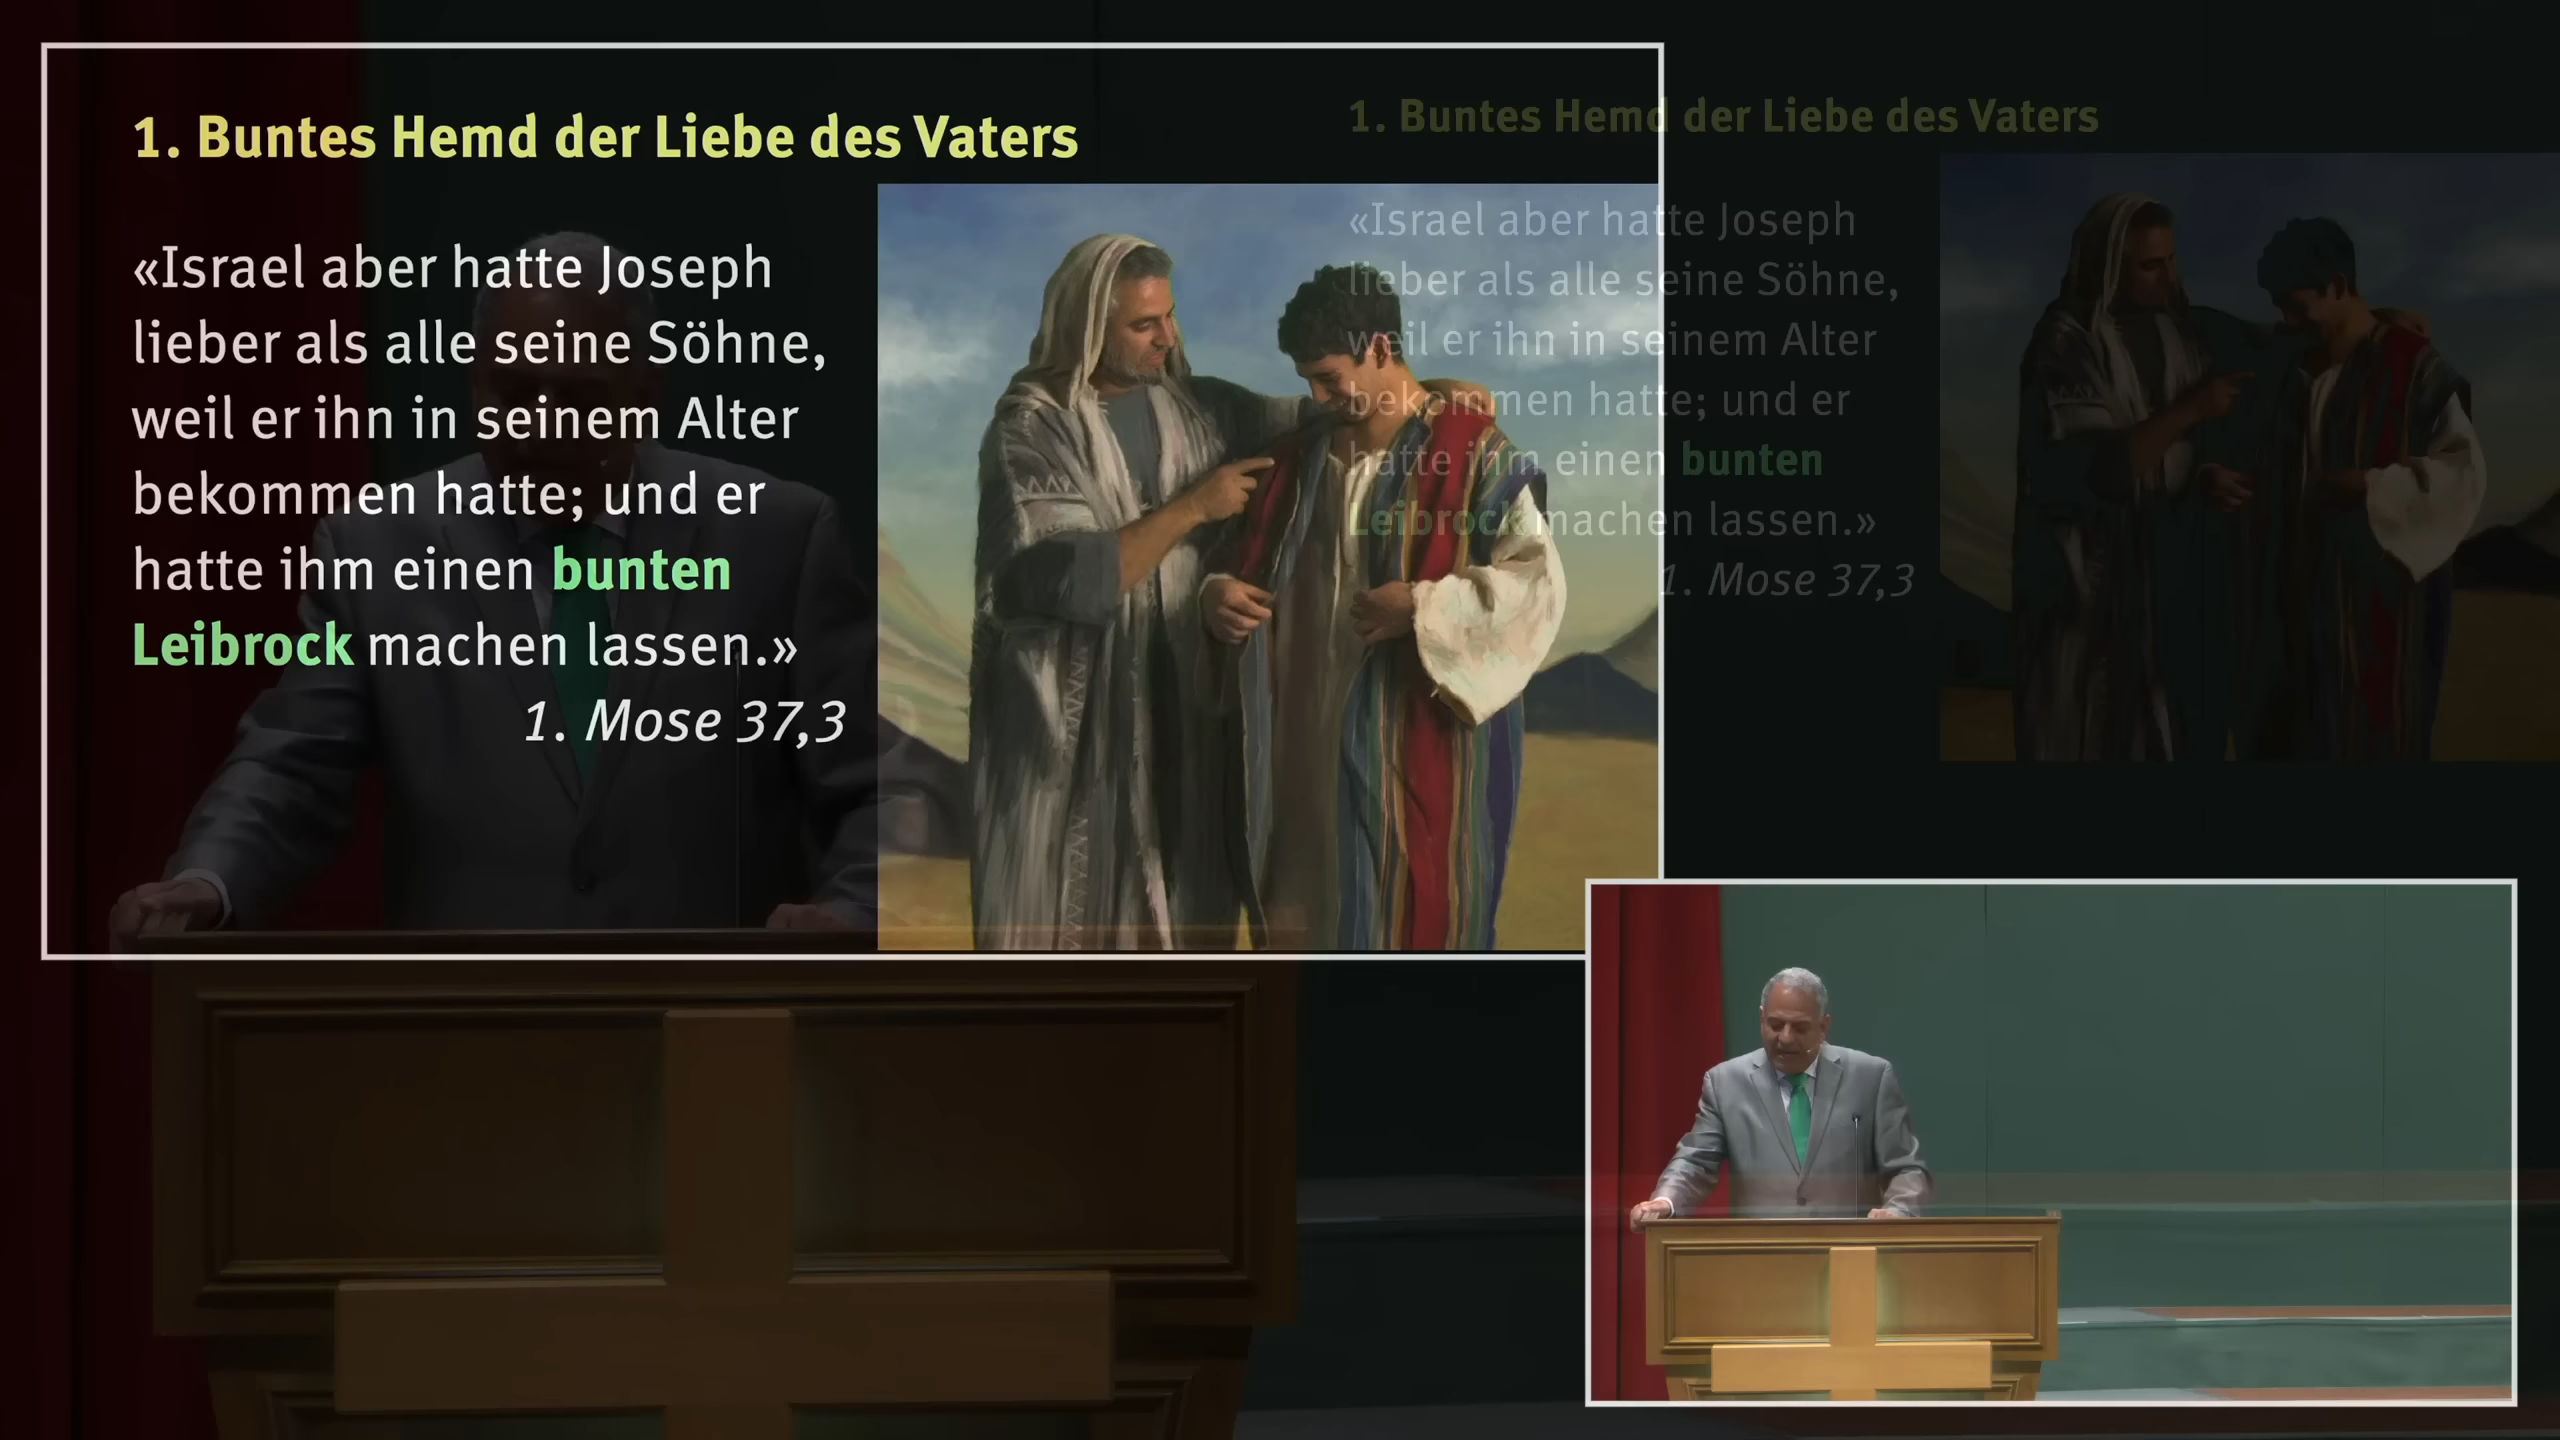 1. Buntes Hemd der Liebe des Vaters
«Israel aber hatte Joseph
lieber als alle seine Söhne,
weil er ihn in seinem Alter
bekommen hatte; und er
hatte ihm einen bunten
Leibrock machen lassen.»
1. Mose 37,3
1. Buntes Hemd der Liebe des Vaters
«Israel aber hatte Joseph
lieber als alle seine Söhne,
weil er ihn in seinem Alter
bekommen hatte; und er
hatte ihm einen bunten
Leibrock machen lassen.»
1. Mose 37,3